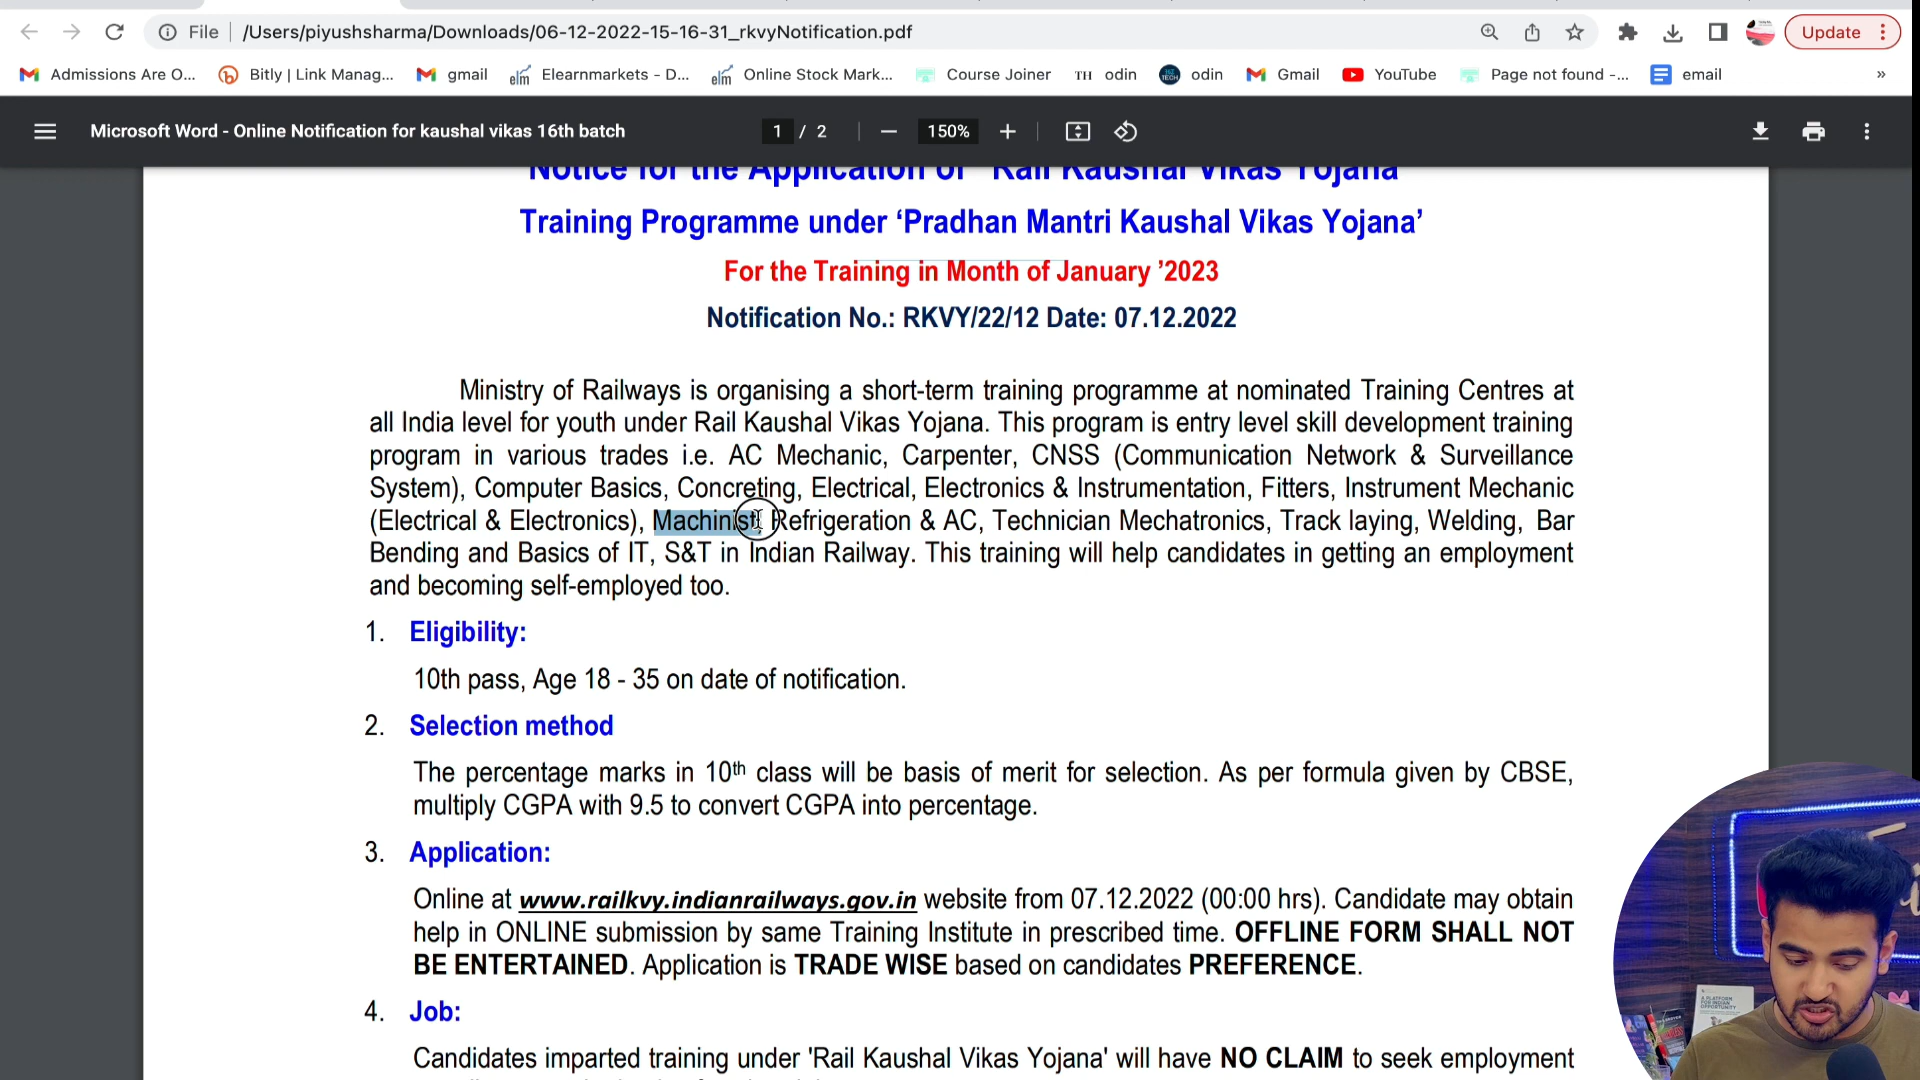 File /Users/piyushsharma/Downloads/06-12-2022-15-16-31_rkvyNotification.pdf Update
Admissions Are O... Bitly | Link Manag... gmail Elearnmarkets - D... Online Stock Mark... Course Joiner TH odin odin Gmail YouTube Page not found -... email »
Microsoft Word - Online Notification for kaushal vikas 16th batch 1 / 2 150%
Notice for the Application of 'Rail Kaushal Vikas Yojana'
Training Programme under ‘Pradhan Mantri Kaushal Vikas Yojana’
For the Training in Month of January ’2023
Notification No.: RKVY/22/12 Date: 07.12.2022
Ministry of Railways is organising a short-term training programme at nominated Training Centres at
all India level for youth under Rail Kaushal Vikas Yojana. This program is entry level skill development training
program in various trades i.e. AC Mechanic, Carpenter, CNSS (Communication Network & Surveillance
System), Computer Basics, Concreting, Electrical, Electronics & Instrumentation, Fitters, Instrument Mechanic
(Electrical & Electronics), Machinist, Refrigeration & AC, Technician Mechatronics, Track laying, Welding, Bar
Bending and Basics of IT, S&T in Indian Railway. This training will help candidates in getting an employment
and becoming self-employed too.
1. Eligibility:
10th pass, Age 18 - 35 on date of notification.
2. Selection method
The percentage marks in 10th class will be basis of merit for selection. As per formula given by CBSE,
multiply CGPA with 9.5 to convert CGPA into percentage.
3. Application:
Online at www.railkvy.indianrailways.gov.in website from 07.12.2022 (00:00 hrs). Candidate may obtain
help in ONLINE submission by same Training Institute in prescribed time. OFFLINE FORM SHALL NOT
BE ENTERTAINED. Application is TRADE WISE based on candidates PREFERENCE.
4. Job:
Candidates imparted training under 'Rail Kaushal Vikas Yojana' will have NO CLAIM to seek employment